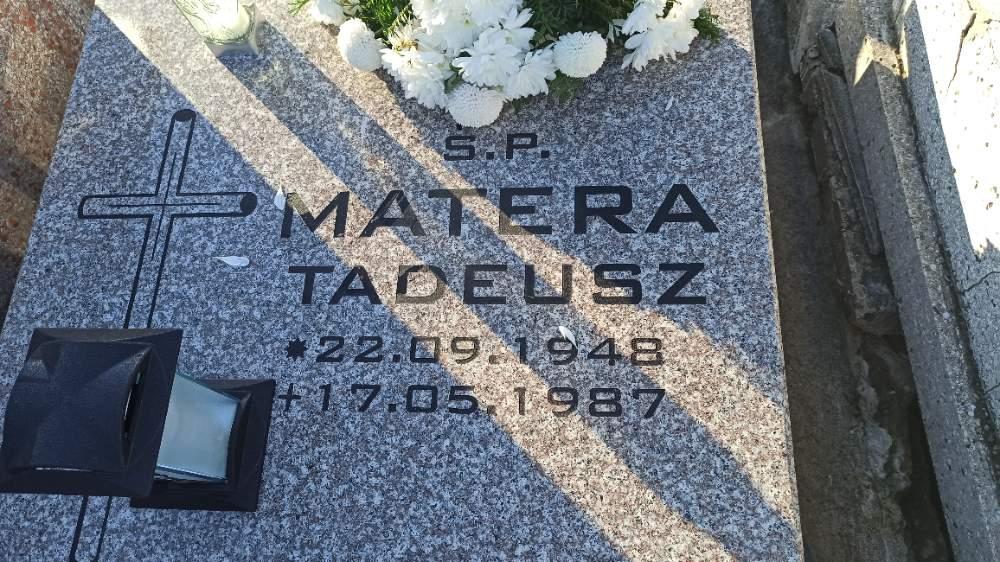 Ś.P.
MATERA
TADEUSZ
*22.09.1948
+17.05.1987